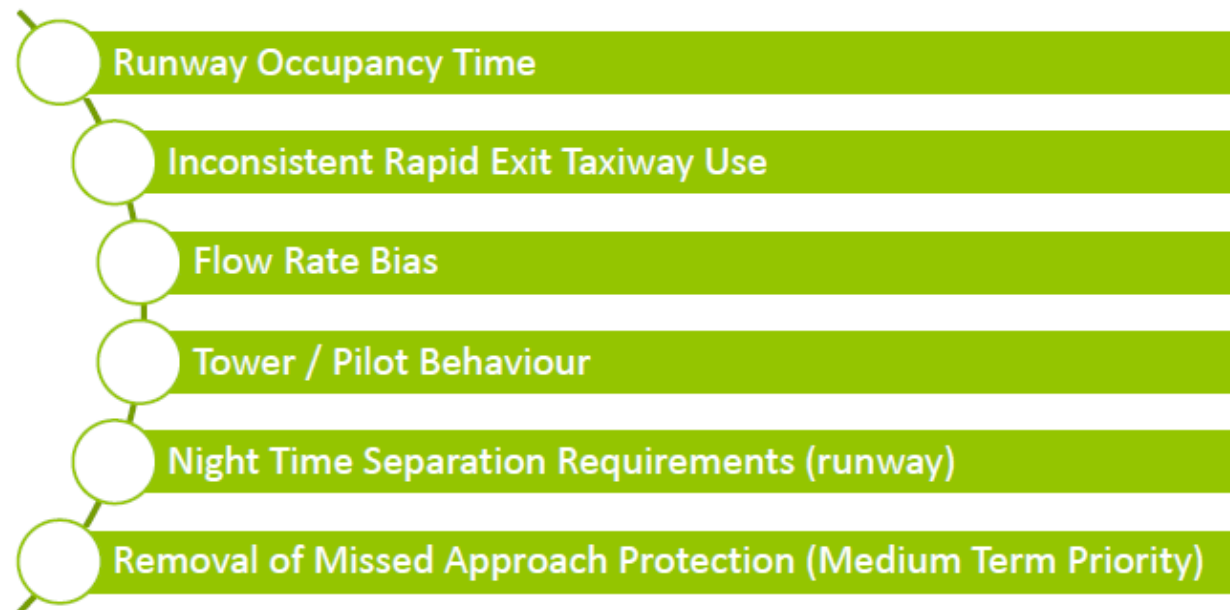 Runway Occupancy Time
Inconsistent Rapid Exit Taxiway Use
Flow Rate Bias
Tower / Pilot Behaviour
Night Time Separation Requirements (runway)
Removal of Missed Approach Protection (Medium Term Priority)